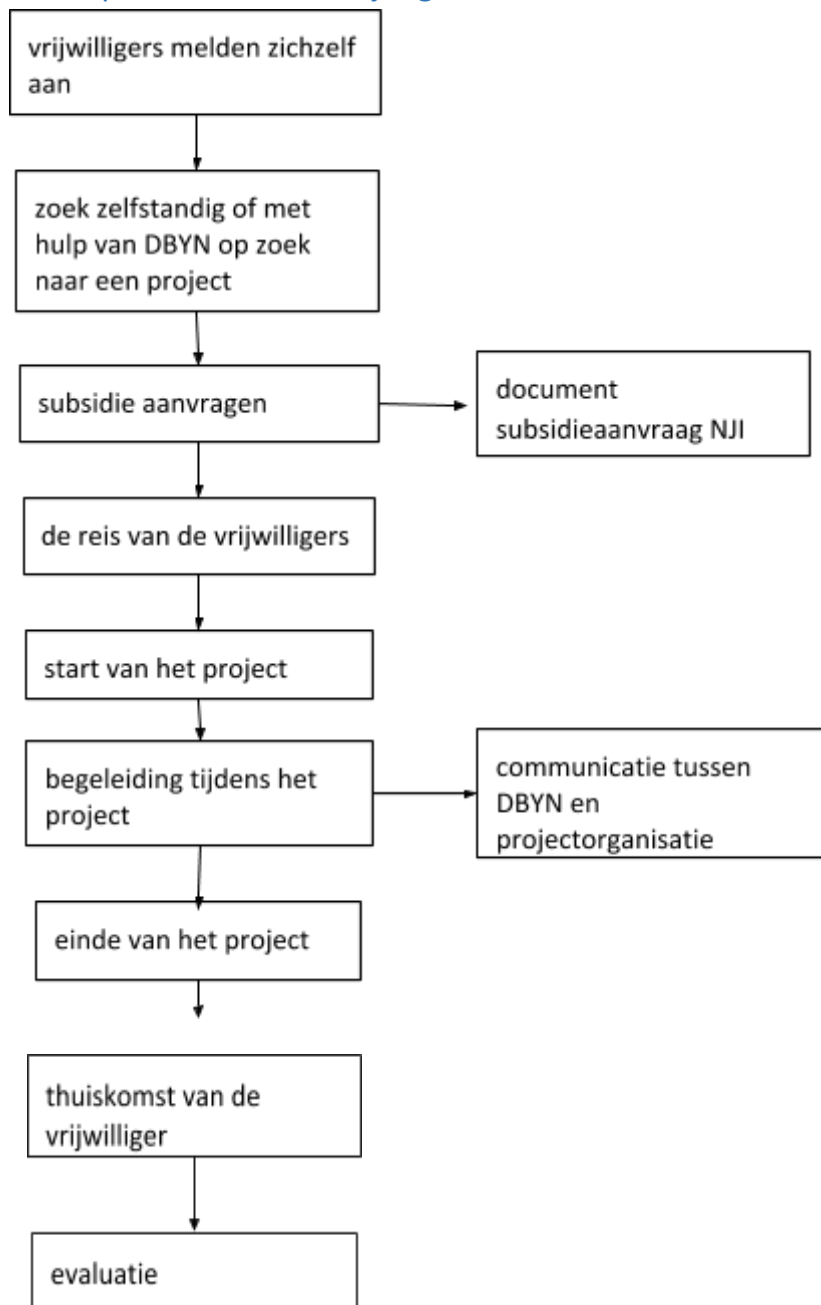 vrijwilligers melden zichzelf
aan
zoek zelfstandig of met
hulp van DBYN op zoek
naar een project
subsidie aanvragen
document
subsidieaanvraag NJI
de reis van de vrijwilligers
start van het project
begeleiding tijdens het
project
communicatie tussen
DBYN en
projectorganisatie
einde van het project
thuiskomst van de
vrijwilliger
evaluatie